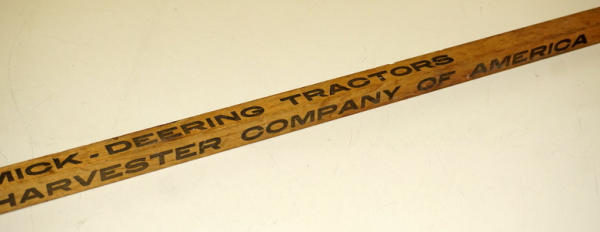 MICK-DEERING TRACTORS
HARVESTER COMPANY OF AMERICA